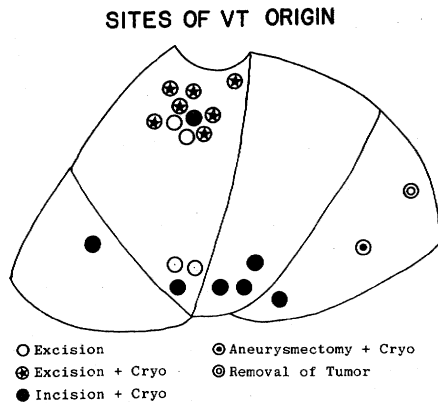 SITES OF VT ORIGIN
Excision
Excision + Cryo
Incision + Cryo
Aneurysmectomy + Cryo
Removal of Tumor